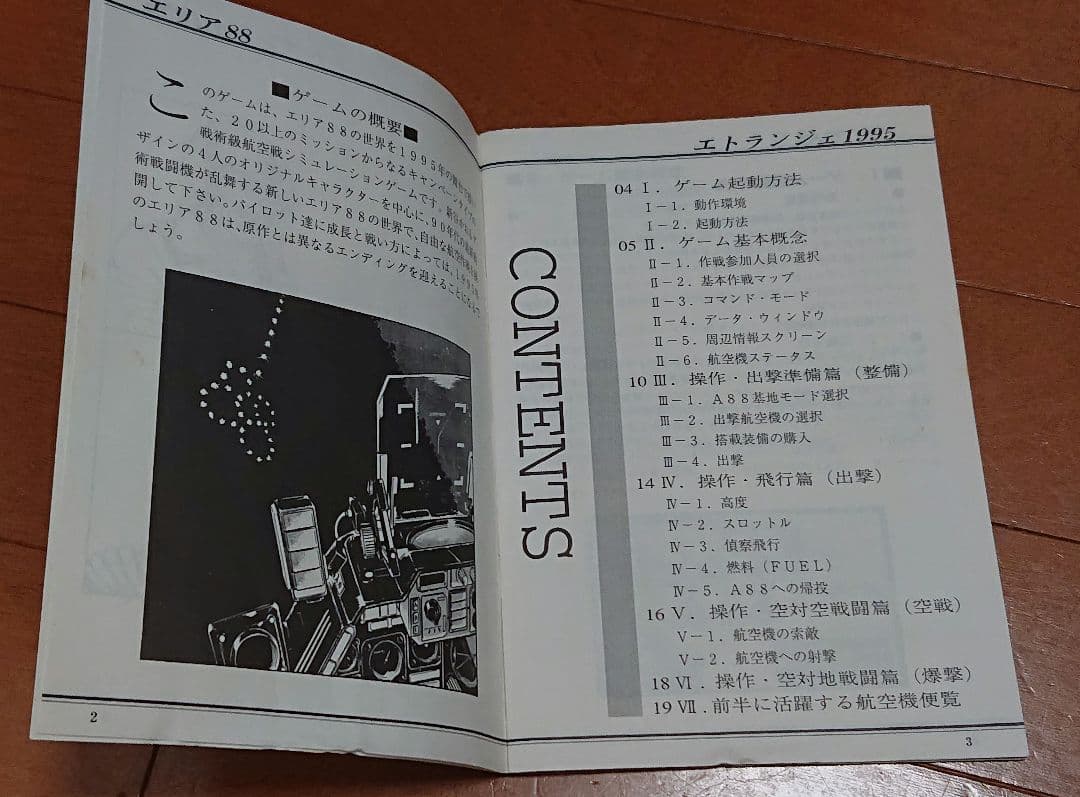 エリア88
■ゲームの概要■
このゲームは、エリア88の世界を1995年の
た、20以上のミッションからなるキャンペーンタイプの
戦術級航空戦シミュレーションゲームです。
ザインの4人のオリジナルキャラクターを中心に、90年代の
術戦闘機が乱舞する新しいエリア88の世界で、自由な
開して下さい。パイロット達に成長と戦い方によっては、
のエリア88は、原作とは異なるエンディングを迎えることになるで
しょう。
2
エトランジェ1995
CONTENTS
04 Ⅰ．ゲーム起動方法
Ⅰ－1．動作環境
Ⅰ－2．起動方法
05 Ⅱ．ゲーム基本概念
Ⅱ－1．作戦参加人員の選択
Ⅱ－2．基本作戦マップ
Ⅱ－3．コマンド・モード
Ⅱ－4．データ・ウィンドウ
Ⅱ－5．周辺情報スクリーン
Ⅱ－6．航空機ステータス
10 Ⅲ．操作・出撃準備篇（整備）
Ⅲ－1．A88基地モード選択
Ⅲ－2．出撃航空機の選択
Ⅲ－3．搭載装備の購入
Ⅲ－4．出撃
14 Ⅳ．操作・飛行篇（出撃）
Ⅳ－1．高度
Ⅳ－2．スロットル
Ⅳ－3．偵察飛行
Ⅳ－4．燃料（FUEL）
Ⅳ－5．A88への帰投
16 Ⅴ．操作・空対空戦闘篇（空戦）
Ⅴ－1．航空機の索敵
Ⅴ－2．航空機への射撃
18 Ⅵ．操作・空対地戦闘篇（爆撃）
19 Ⅶ．前半に活躍する航空機便覧
3